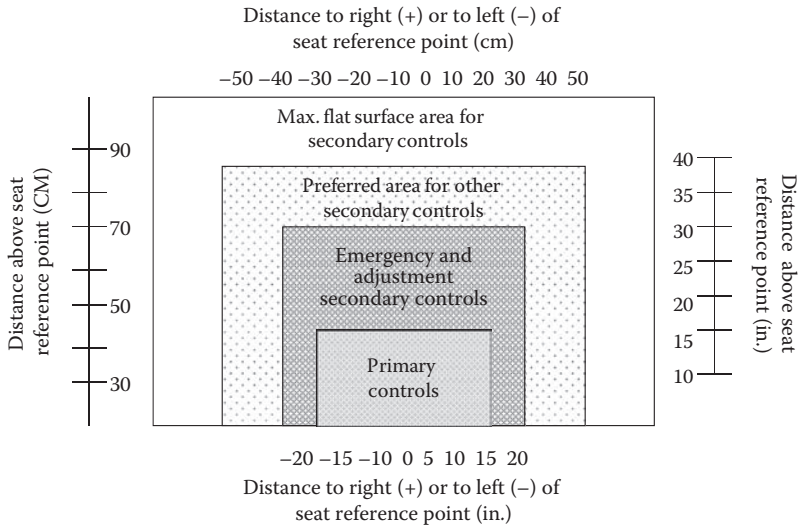 Distance to right (+) or to left (–) of
seat reference point (cm)
–50 –40 –30 –20 –10 0 10 20 30 40 50
Max. flat surface area for
secondary controls
Preferred area for other
secondary controls
Emergency and
adjustment
secondary controls
Primary
controls
Distance above seat
reference point (CM)
90
70
50
30
40
35
30
25
20
15
10
Distance above seat
reference point (in.)
–20 –15 –10 0 5 10 15 20
Distance to right (+) or to left (–) of
seat reference point (in.)